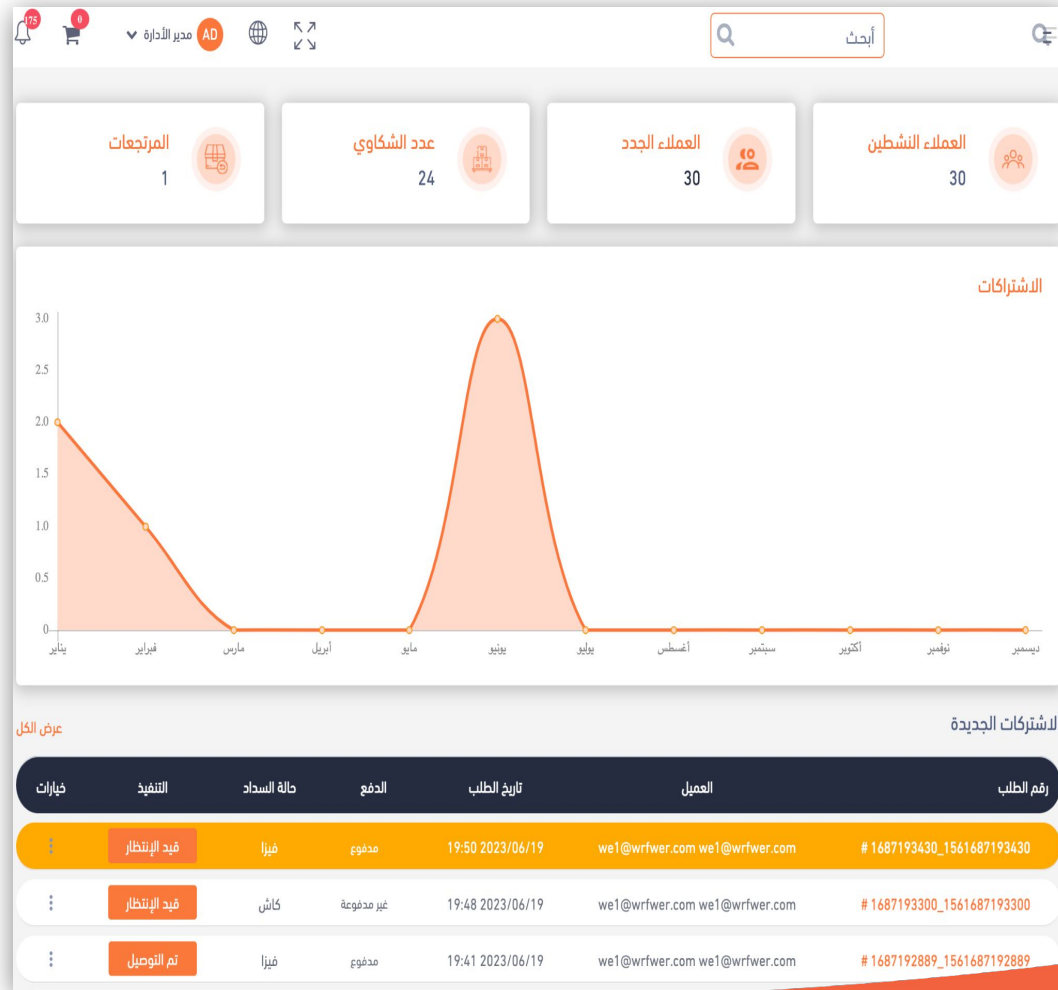 أبحث
AD مدير الأدارة
0
175
العملاء النشطين
30
العملاء الجدد
30
عدد الشكاوي
24
المرتجعات
1
الاشتراكات
3.0
2.5
2.0
1.5
1.0
0.5
0
يناير فبراير مارس أبريل مايو يونيو يوليو أغسطس سبتمبر أكتوبر نوفمبر ديسمبر
لاشتركات الجديدة
عرض الكل
رقم الطلب العميل تاريخ الطلب الدفع حالة السداد التنفيذ خيارات
# 1687193430_1561687193430 we1@wrfwer.com we1@wrfwer.com 19:50 2023/06/19 مدفوع فيزا قيد الإنتظار
# 1687193300_1561687193300 we1@wrfwer.com we1@wrfwer.com 19:48 2023/06/19 غير مدفوعة كاش قيد الإنتظار
# 1687192889_1561687192889 we1@wrfwer.com we1@wrfwer.com 19:41 2023/06/19 مدفوع فيزا تم التوصيل